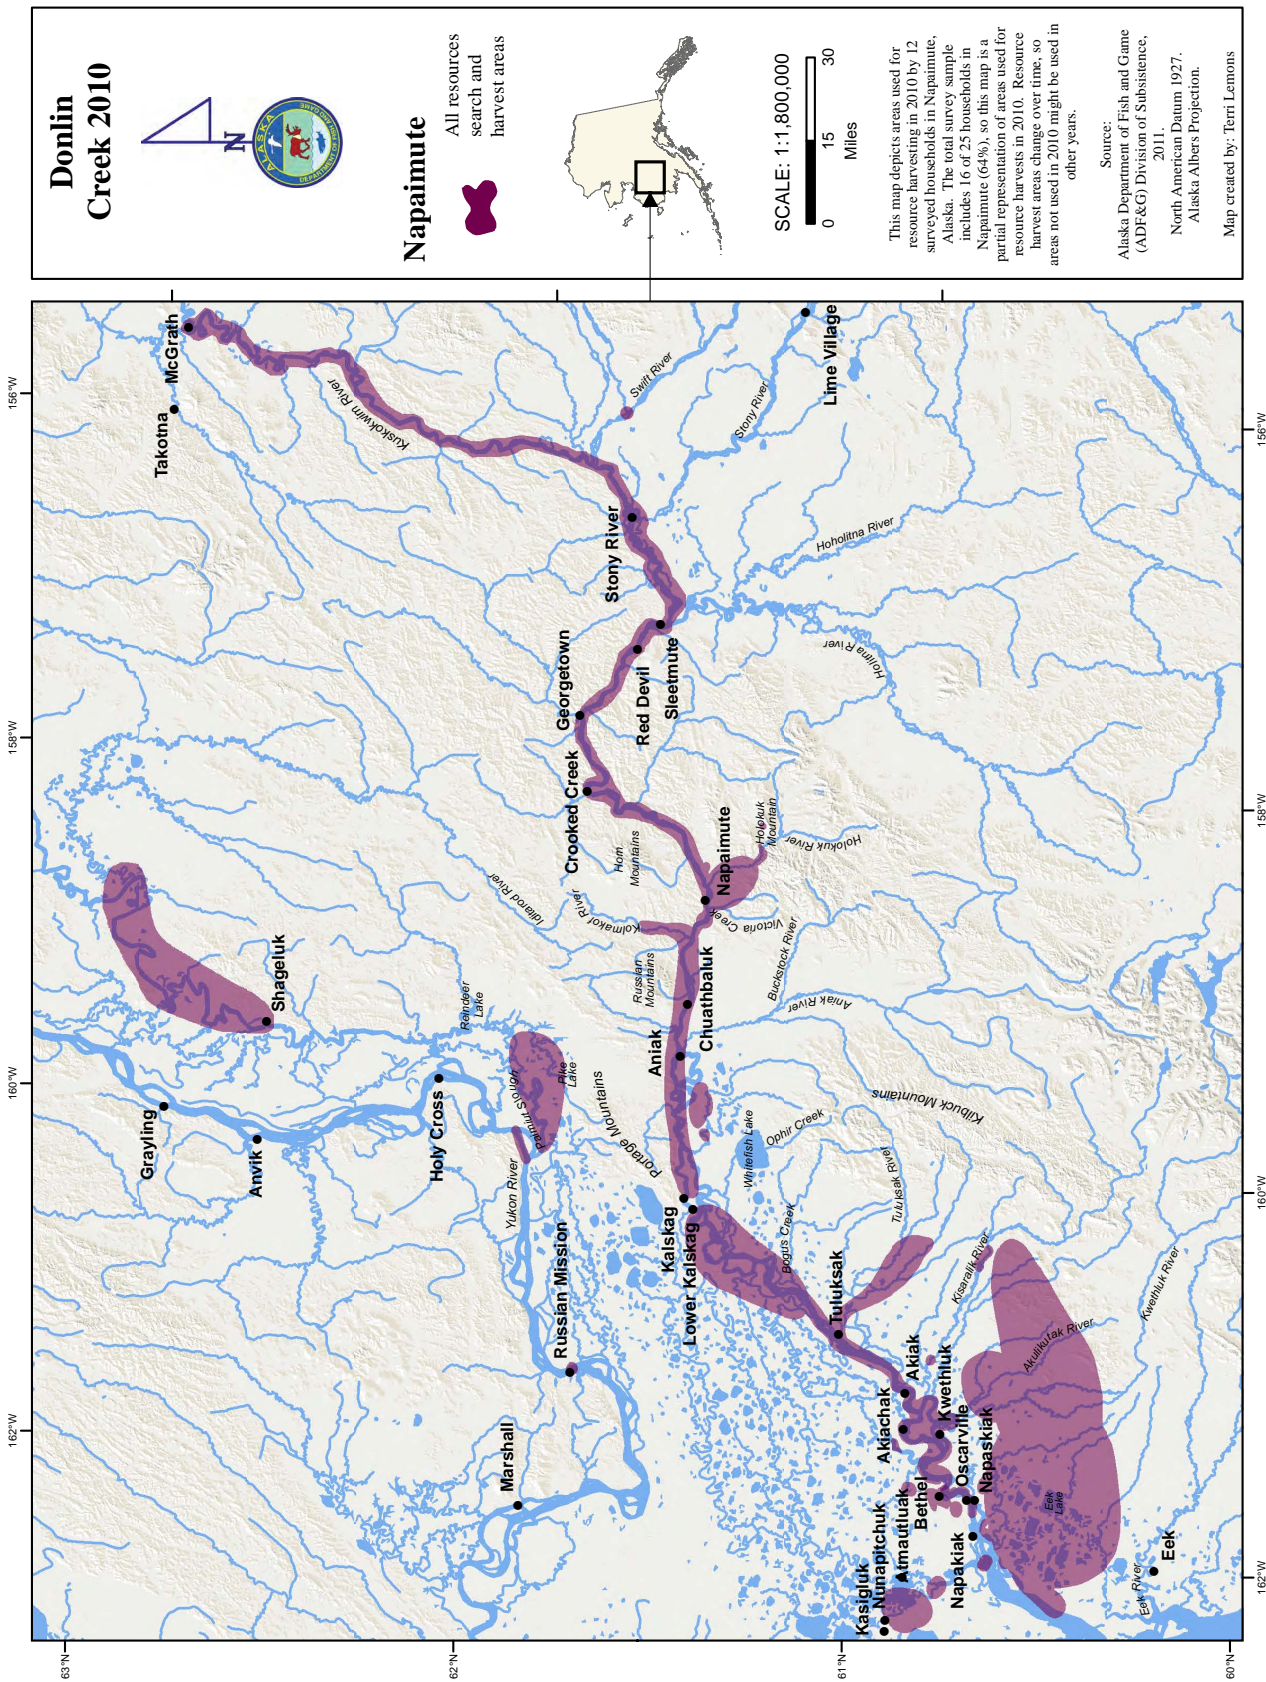 Donlin
Creek 2010
N
ALASKA
DEPARTMENT OF FISH AND GAME
Napaimute
All resources
search and
harvest areas
SCALE: 1:1,800,000
0 15 30
Miles
This map depicts areas used for
resource harvesting in 2010 by 12
surveyed households in Napaimute,
Alaska. The total survey sample
includes 16 of 25 households in
Napaimute (64%), so this map is a
partial representation of areas used for
resource harvests in 2010. Resource
harvest areas change over time, so
areas not used in 2010 might be used in
other years.
Source:
Alaska Department of Fish and Game
(ADF&G) Division of Subsistence,
2011.
North American Datum 1927.
Alaska Albers Projection.
Map created by: Terri Lemons
162°W
160°W
158°W
156°W
63°N
62°N
61°N
60°N
162°W
160°W
158°W
156°W
McGrath
Takotna
Kuskokwim River
Swift River
Stony River
Lime Village
Stony River
Hoholitna River
Holitna River
Georgetown
Red Devil
Sleetmute
Crooked Creek
Horn
Mountains
Napaimute
Holokuk
Mountain
Holokuk River
Iditarod River
Kolmakof River
Victoria Creek
Russian
Mountains
Buckstock River
Chuathbaluk
Aniak River
Aniak
Shageluk
Reindeer
Lake
Grayling
Anvik
Holy Cross
Paimiut Slough
Pike
Lake
Portage Mountains
Yukon River
Kilbuck Mountains
Whitefish Lake
Ophir Creek
Kalskag
Lower Kalskag
Bogus Creek
Tuluksak River
Russian Mission
Tuluksak
Kisaralik River
Kwethluk River
Akulikutak River
Marshall
Akiak
Akiachak
Kwethluk
Oscarville
Napaskiak
Bethel
Atmautluak
Nunapitchuk
Kasigluk
Napakiak
Eek
Lake
Eek River
Eek